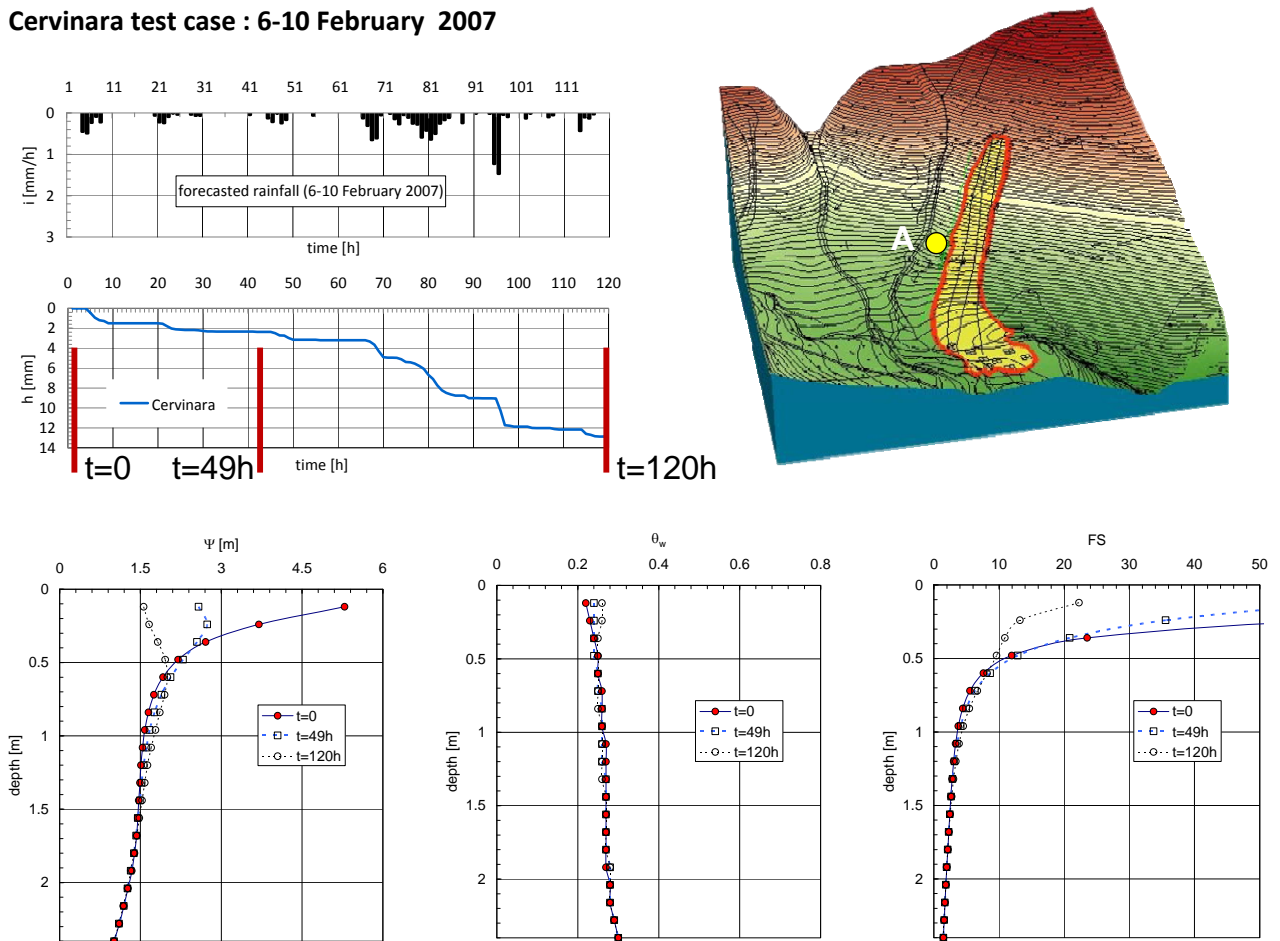 Cervinara test case : 6-10 February  2007
1 11 21 31 41 51 61 71 81 91 101 111
0
1
2
3
i [mm/h]
forecasted rainfall (6-10 February 2007)
time [h]
0 10 20 30 40 50 60 70 80 90 100 110 120
0
2
4
6
8
10
12
14
h [mm]
Cervinara
t=0 t=49h time [h] t=120h
A
Ψ [m]
0 1.5 3 4.5 6
0
0.5
1
1.5
2
depth [m]
t=0
t=49h
t=120h
θw
0 0.2 0.4 0.6 0.8
0
0.5
1
1.5
2
depth [m]
t=0
t=49h
t=120h
FS
0 10 20 30 40 50
0
0.5
1
1.5
2
depth [m]
t=0
t=49h
t=120h